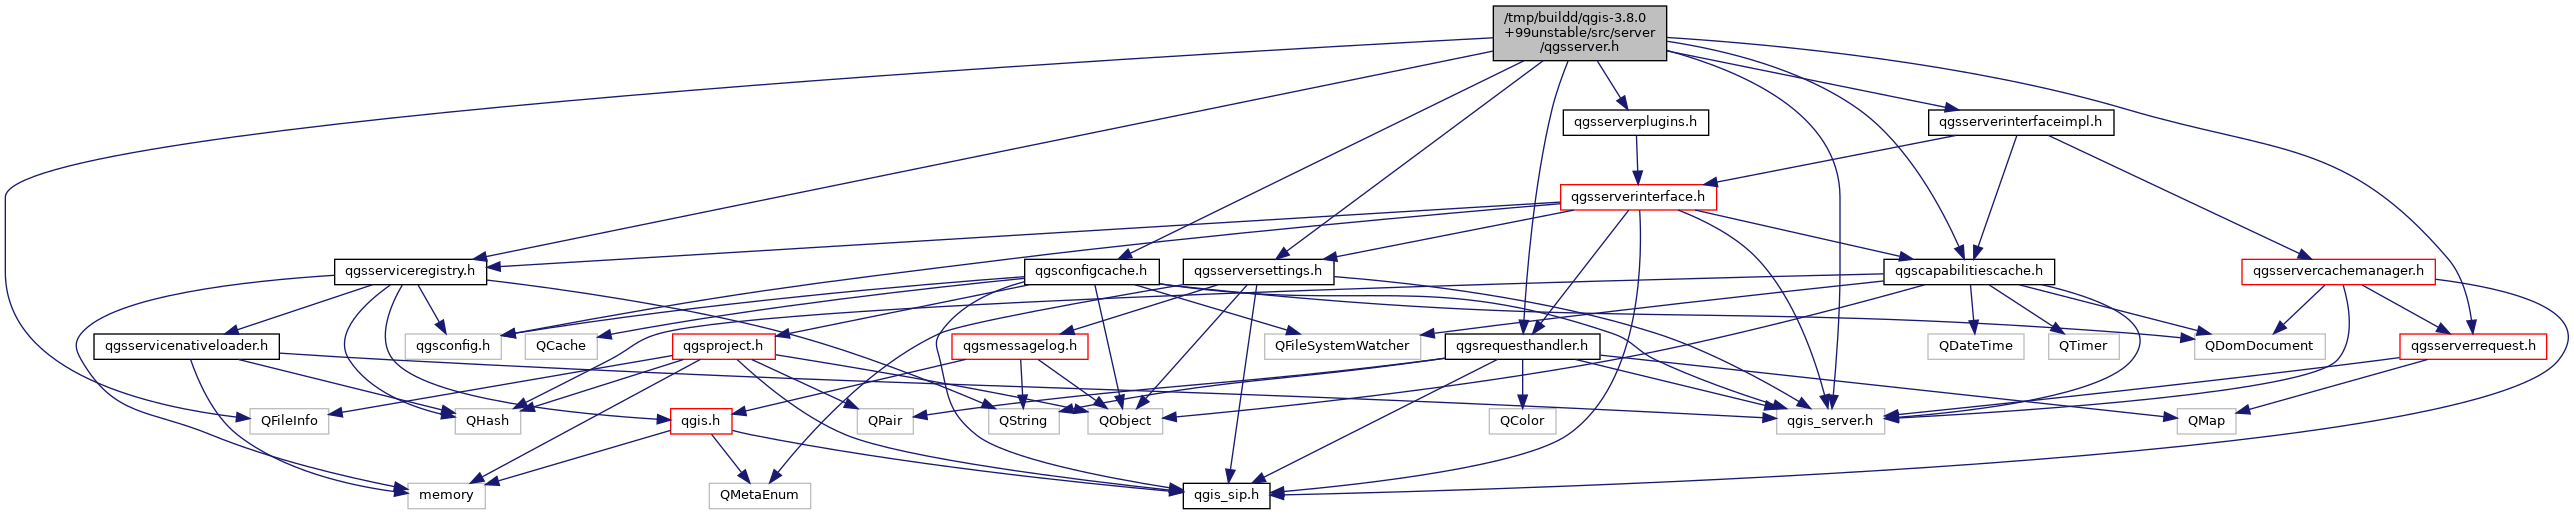 /tmp/buildd/qgis-3.8.0
+99unstable/src/server
/qgsserver.h
qgsserverplugins.h
qgsserverinterfaceimpl.h
qgsserverinterface.h
qgsserviceregistry.h
qgsconfigcache.h
qgsserversettings.h
qgscapabilitiescache.h
qgsservercachemanager.h
qgsservicenativeloader.h
qgsconfig.h
QCache
qgsproject.h
qgsmessagelog.h
QFileSystemWatcher
qgsrequesthandler.h
QDateTime
QTimer
QDomDocument
qgsserverrequest.h
QFileInfo
QHash
qgis.h
QPair
QString
QObject
QColor
qgis_server.h
QMap
memory
QMetaEnum
qgis_sip.h